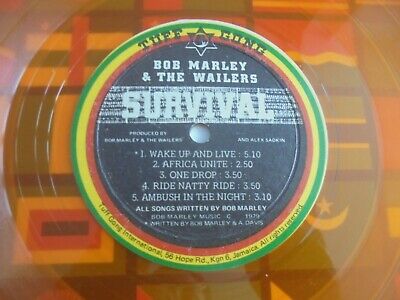 TUFF GONG
BOB MARLEY
& THE WAILERS
SURVIVAL
PRODUCED BY
BOB MARLEY & THE WAILERS AND ALEX SADKIN
*1. WAKE UP AND LIVE : 5.10
2. AFRICA UNITE : 2.50
3. ONE DROP : 3.50
4. RIDE NATTY RIDE : 3.50
5. AMBUSH IN THE NIGHT : 3.10
ALL SONGS WRITTEN BY BOB MARLEY
BOB MARLEY MUSIC C 1979
* WRITTEN BY BOB MARLEY & A. DAVIS
Tuff Gong International, 56 Hope Rd., Kgn 6, Jamaica. All rights reserved.